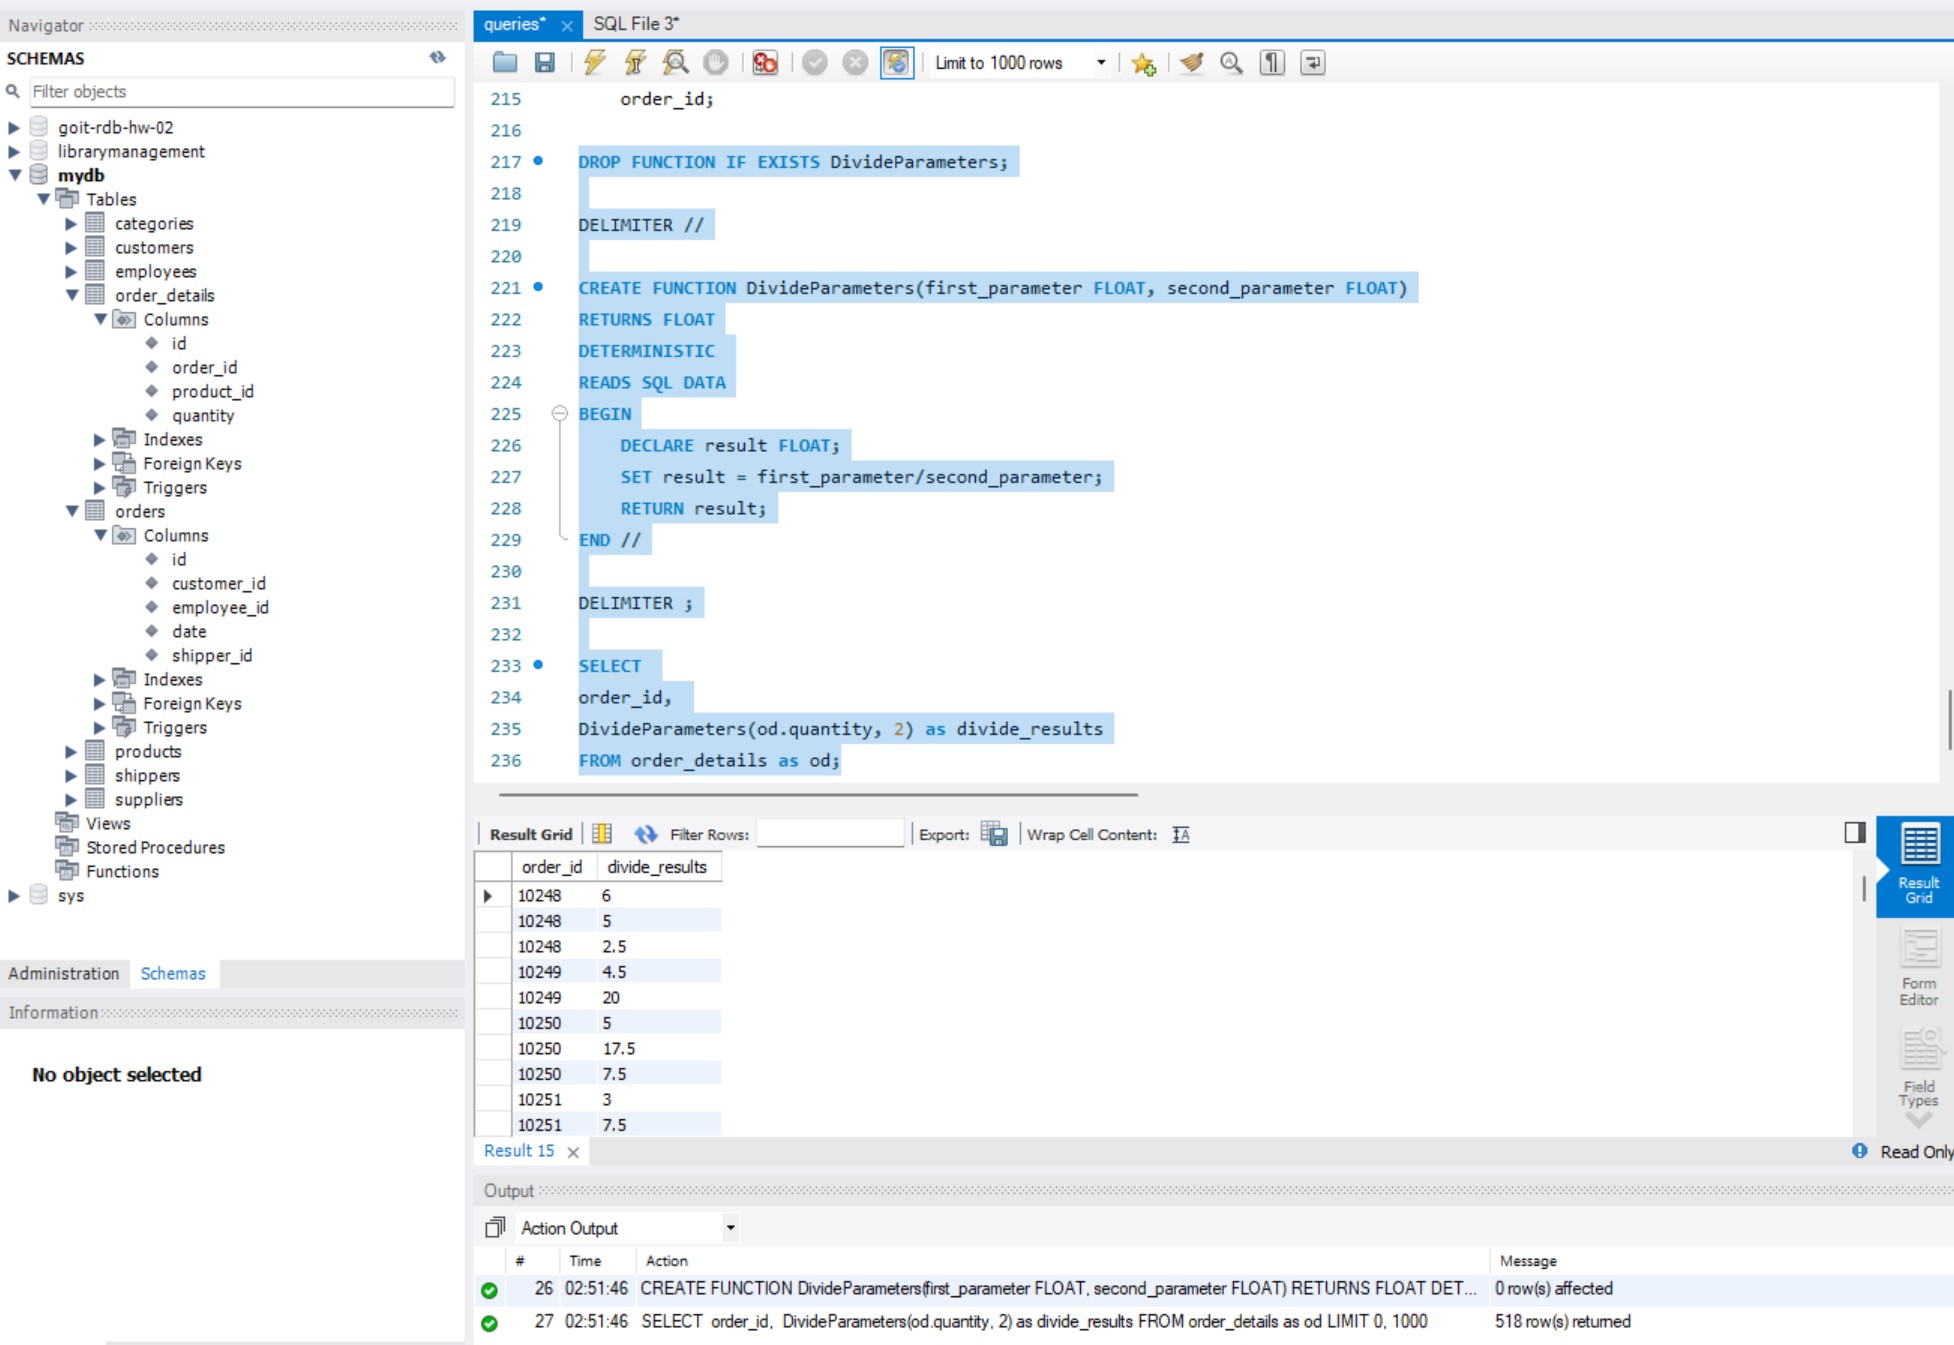 Navigator
SCHEMAS
Filter objects
goit-rdb-hw-02
librarymanagement
mydb
Tables
categories
customers
employees
order_details
Columns
id
order_id
product_id
quantity
Indexes
Foreign Keys
Triggers
orders
Columns
id
customer_id
employee_id
date
shipper_id
Indexes
Foreign Keys
Triggers
products
shippers
suppliers
Views
Stored Procedures
Functions
sys
Administration Schemas
Information
No object selected
queries* SQL File 3*
Limit to 1000 rows
215 order_id;
216
217 DROP FUNCTION IF EXISTS DivideParameters;
218
219 DELIMITER //
220
221 CREATE FUNCTION DivideParameters(first_parameter FLOAT, second_parameter FLOAT)
222 RETURNS FLOAT
223 DETERMINISTIC
224 READS SQL DATA
225 BEGIN
226 DECLARE result FLOAT;
227 SET result = first_parameter/second_parameter;
228 RETURN result;
229 END //
230
231 DELIMITER ;
232
233 SELECT
234 order_id,
235 DivideParameters(od.quantity, 2) as divide_results
236 FROM order_details as od;
Result Grid Filter Rows: Export: Wrap Cell Content:
order_id divide_results
10248 6
10248 5
10248 2.5
10249 4.5
10249 20
10250 5
10250 17.5
10250 7.5
10251 3
10251 7.5
Result
Grid
Form
Editor
Field
Types
Result 15 Read Only
Output
Action Output
# Time Action Message
26 02:51:46 CREATE FUNCTION DivideParameters(first_parameter FLOAT, second_parameter FLOAT) RETURNS FLOAT DET... 0 row(s) affected
27 02:51:46 SELECT order_id, DivideParameters(od.quantity, 2) as divide_results FROM order_details as od LIMIT 0, 1000 518 row(s) returned